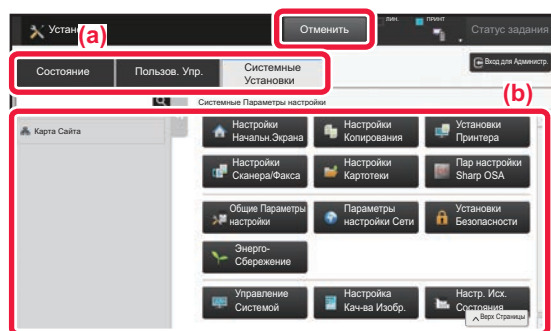 Устан
(a)
Отменить
ЛИН.
ПРИНТ
Статус задания
Состояние
Пользов. Упр.
Системные
Установки
Вход для Администр.
(b)
Системные Параметры настройки
Карта Сайта
Настройки
Начальн.Экрана
Настройки
Копирования
Установки
Принтера
Настройки
Сканера/Факса
Настройки
Картотеки
Пар настройки
Sharp OSA
Общие Параметры
настройки
Параметры
настройки Сети
Установки
Безопасности
Энерго-
Сбережение
Управление
Системой
Настройка
Кач-ва Изобр.
Настр. Исх.
Состояния
Верх Страницы